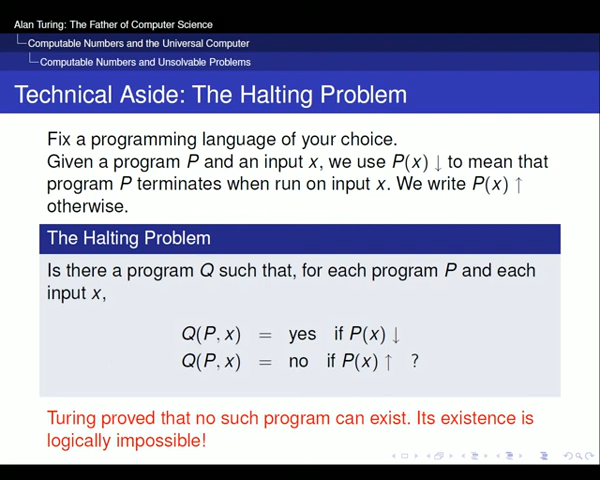 Alan Turing: The Father of Computer Science
Computable Numbers and the Universal Computer
Computable Numbers and Unsolvable Problems
Technical Aside: The Halting Problem
Fix a programming language of your choice.
Given a program P and an input x, we use P(x) ↓ to mean that
program P terminates when run on input x. We write P(x) ↑
otherwise.
The Halting Problem
Is there a program Q such that, for each program P and each
input x,
Q(P, x) = yes if P(x) ↓
Q(P, x) = no if P(x) ↑ ?
Turing proved that no such program can exist. Its existence is
logically impossible!